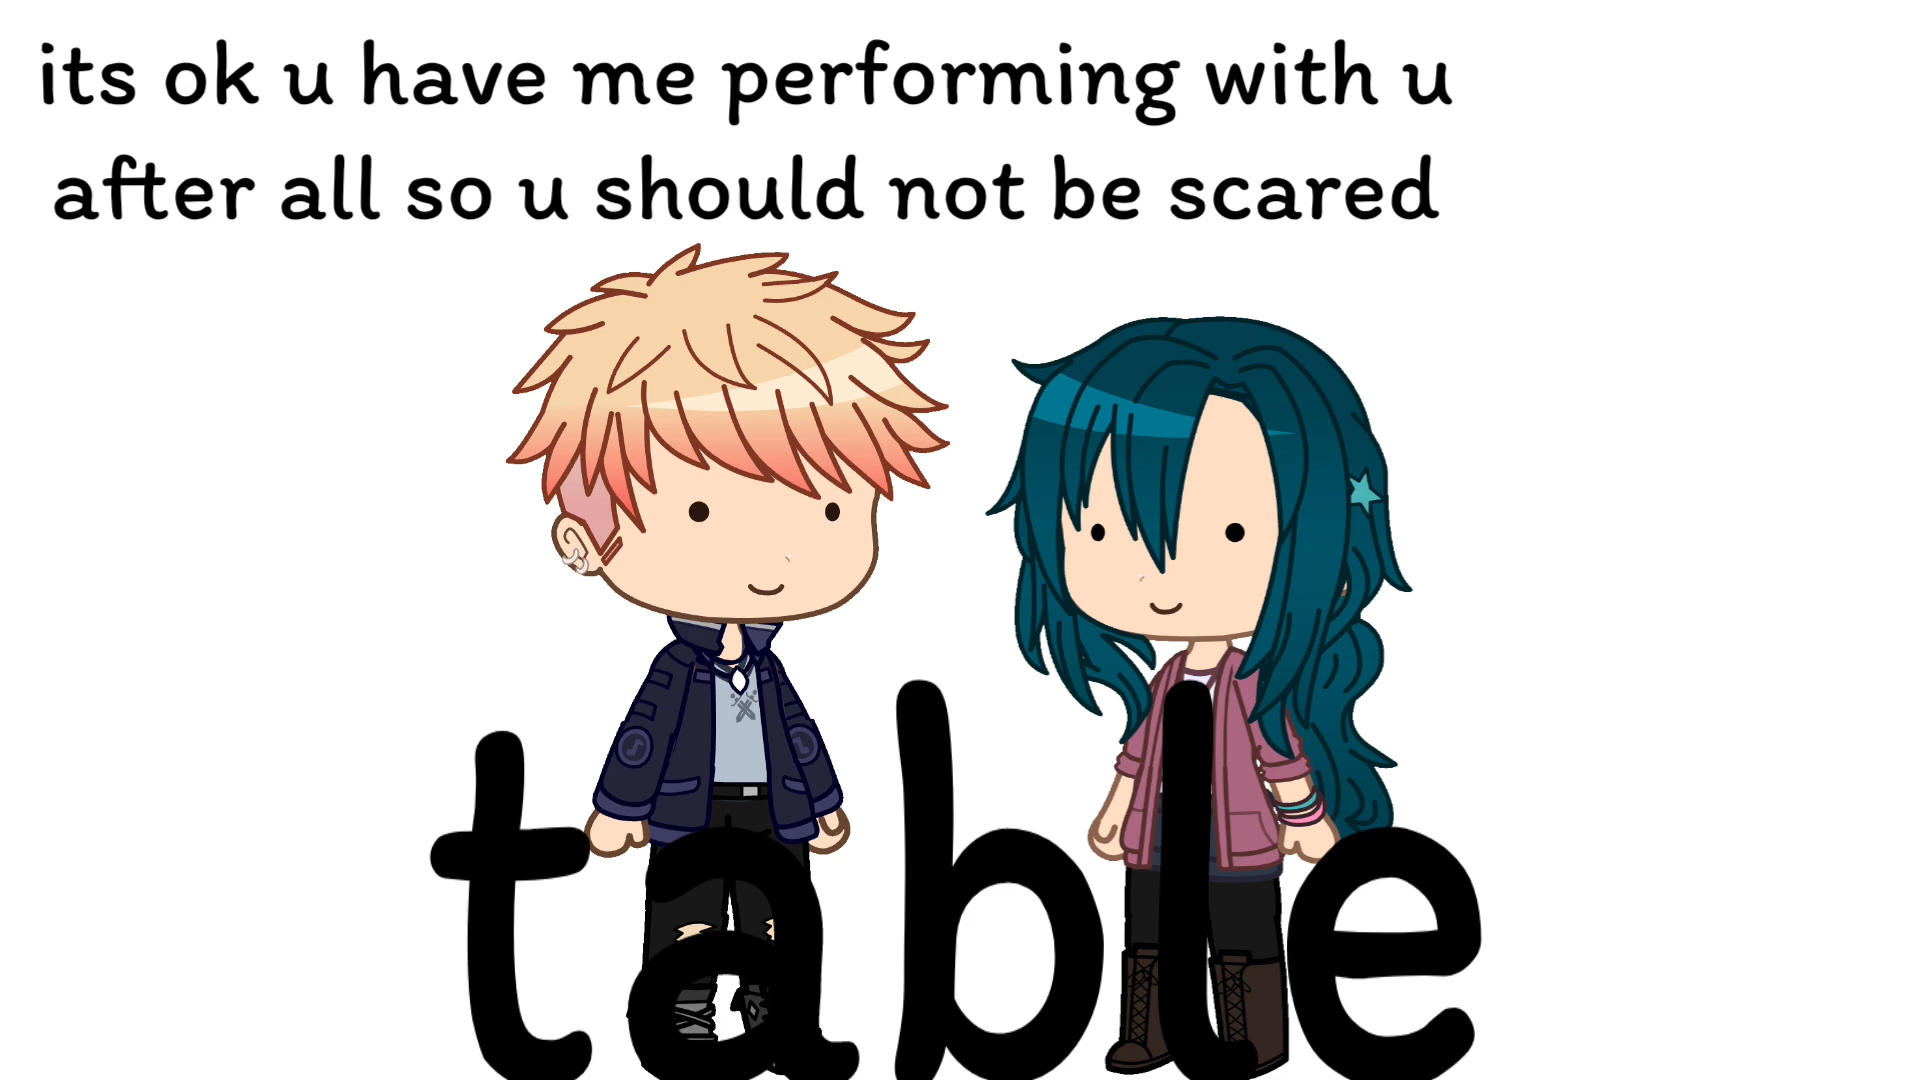 its ok u have me performing with u
after all so u should not be scared
table